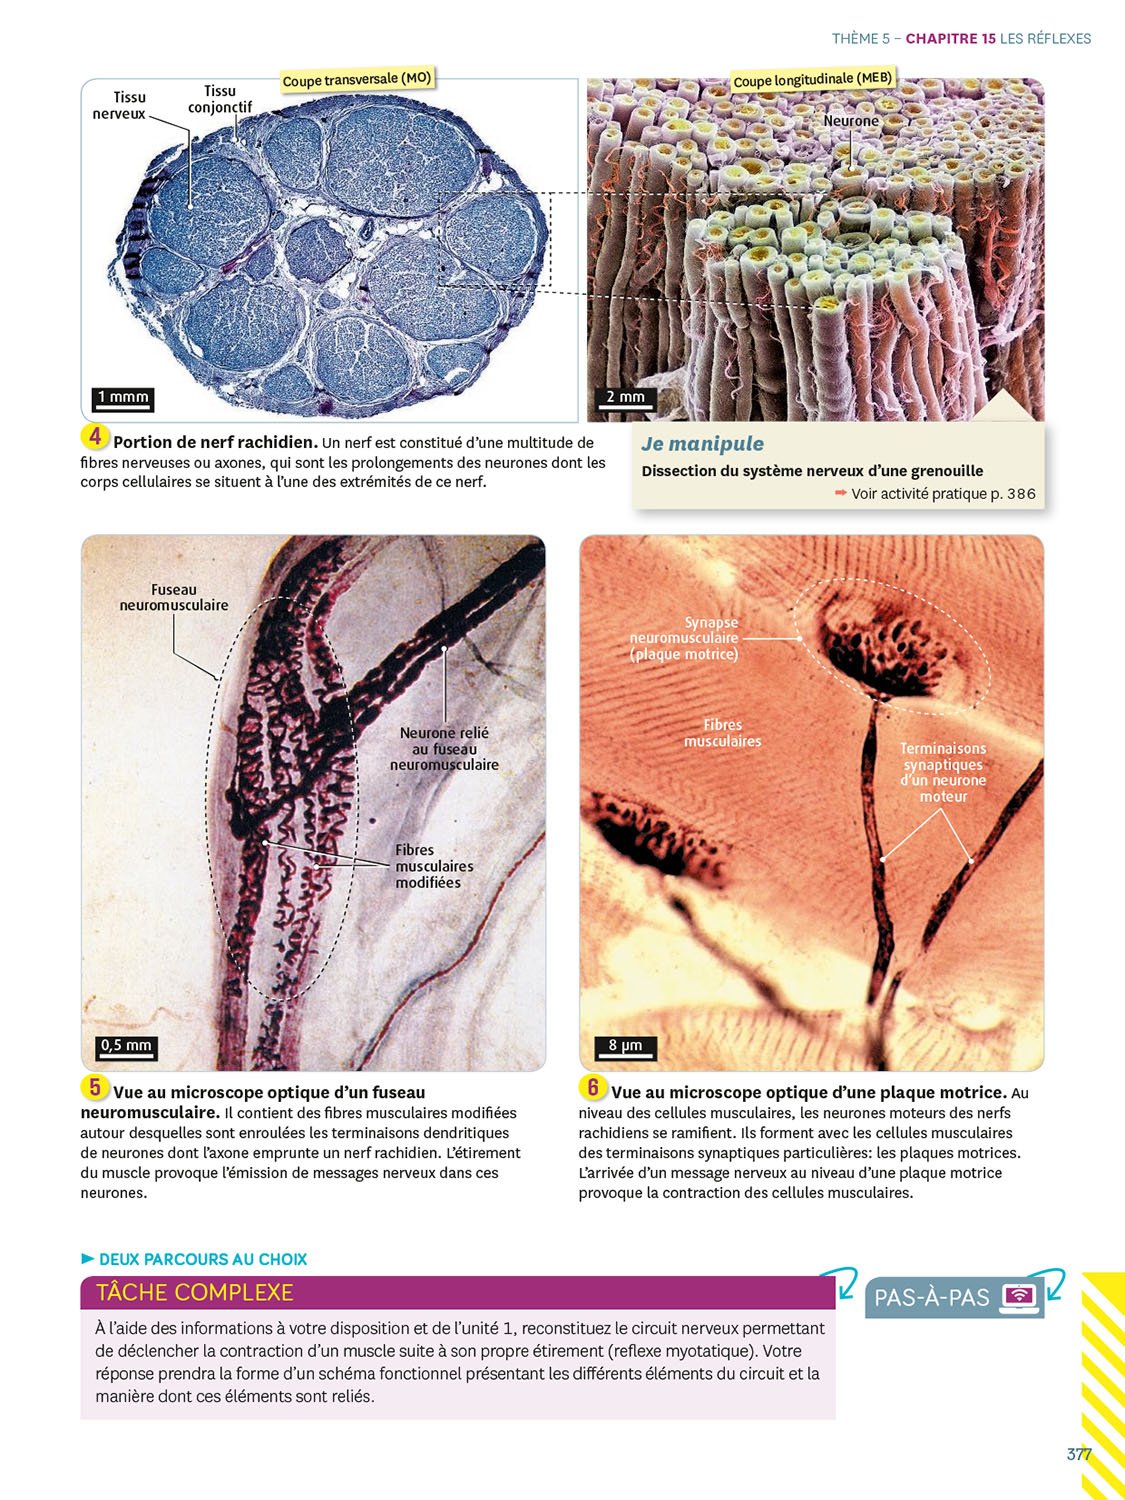 THÈME 5 – CHAPITRE 15 LES RÉFLEXES
Coupe transversale (MO)
Tissu
nerveux
Tissu
conjonctif
1 mmm
Coupe longitudinale (MEB)
Neurone
2 mm
4 Portion de nerf rachidien. Un nerf est constitué d’une multitude de
fibres nerveuses ou axones, qui sont les prolongements des neurones dont les
corps cellulaires se situent à l’une des extrémités de ce nerf.
Je manipule
Dissection du système nerveux d’une grenouille
➡ Voir activité pratique p. 386
Fuseau
neuromusculaire
Neurone relié
au fuseau
neuromusculaire
Fibres
musculaires
modifiées
0,5 mm
Synapse
neuromusculaire
(plaque motrice)
Fibres
musculaires
Terminaisons
synaptiques
d’un neurone
moteur
8 µm
5 Vue au microscope optique d’un fuseau
neuromusculaire. Il contient des fibres musculaires modifiées
autour desquelles sont enroulées les terminaisons dendritiques
de neurones dont l’axone emprunte un nerf rachidien. L’étirement
du muscle provoque l’émission de messages nerveux dans ces
neurones.
6 Vue au microscope optique d’une plaque motrice. Au
niveau des cellules musculaires, les neurones moteurs des nerfs
rachidiens se ramifient. Ils forment avec les cellules musculaires
des terminaisons synaptiques particulières: les plaques motrices.
L’arrivée d’un message nerveux au niveau d’une plaque motrice
provoque la contraction des cellules musculaires.
► DEUX PARCOURS AU CHOIX
TÂCHE COMPLEXE
PAS-À-PAS
À l’aide des informations à votre disposition et de l’unité 1, reconstituez le circuit nerveux permettant
de déclencher la contraction d’un muscle suite à son propre étirement (reflexe myotatique). Votre
réponse prendra la forme d’un schéma fonctionnel présentant les différents éléments du circuit et la
manière dont ces éléments sont reliés.
377